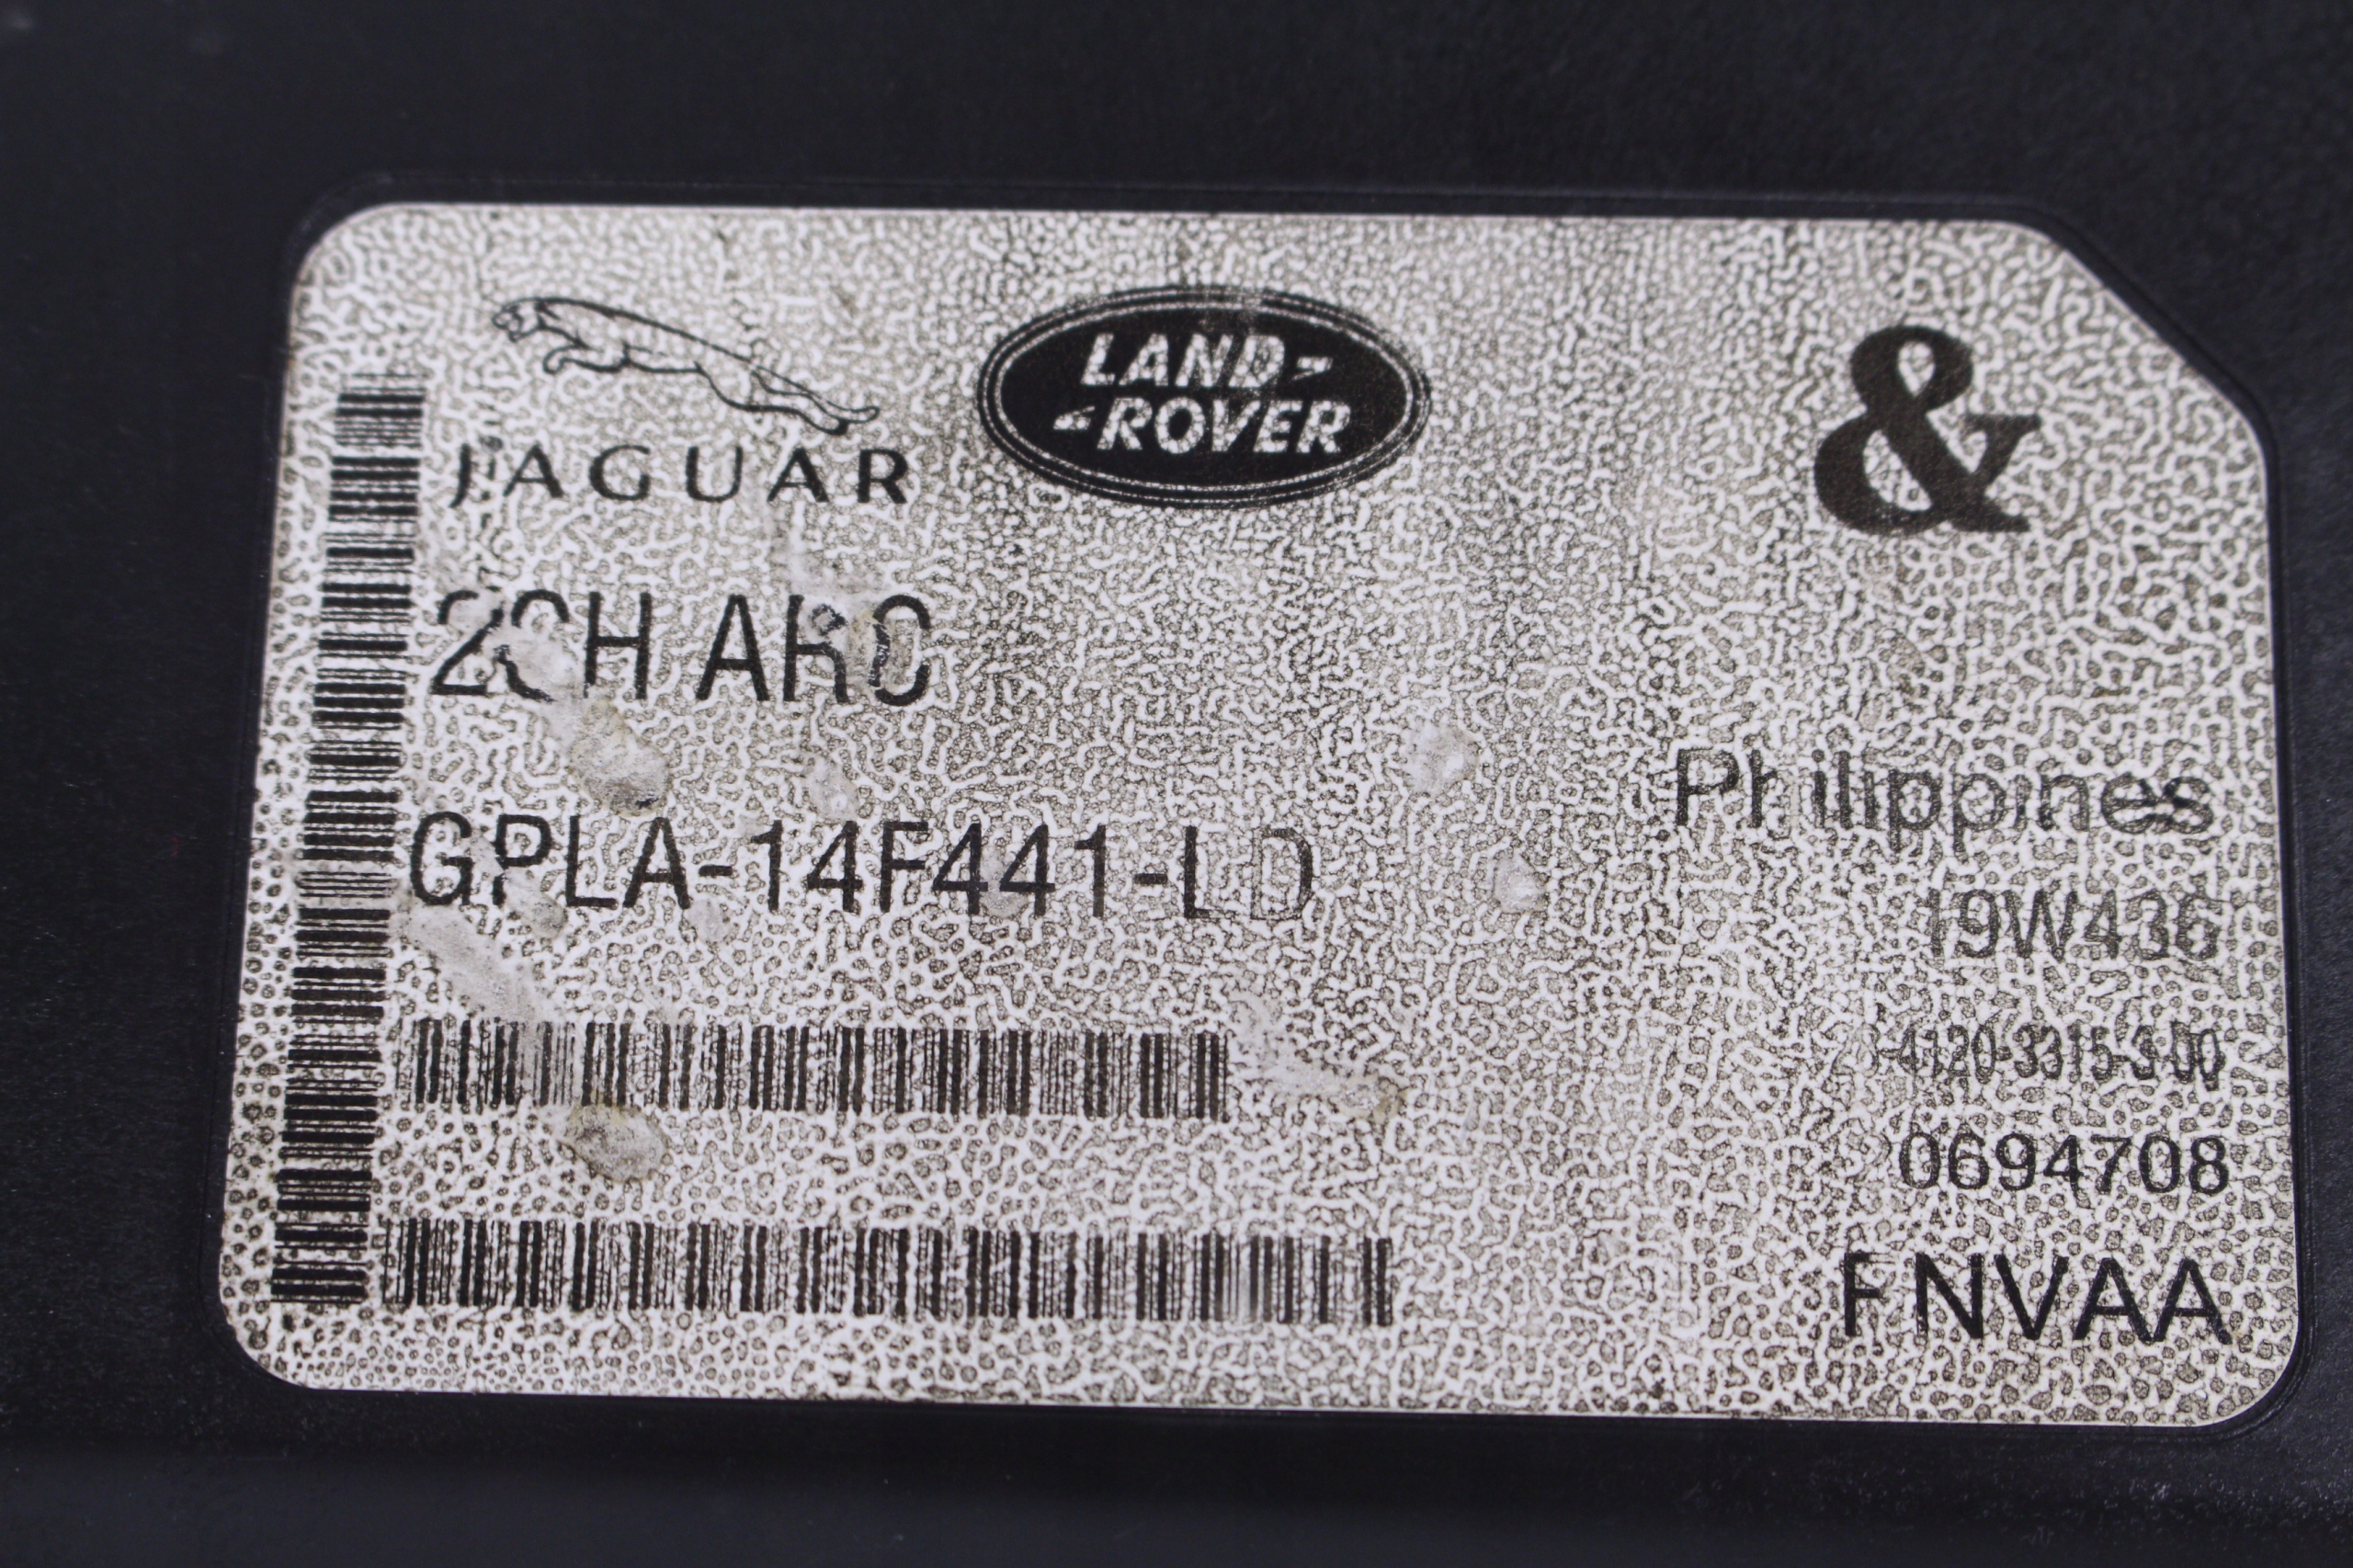 JAGUAR
LAND-
-ROVER
&
2CH ARC
GPLA-14F441-LD
Philippines
19W436
-4120-3315-3-00
0694708
FNVAA